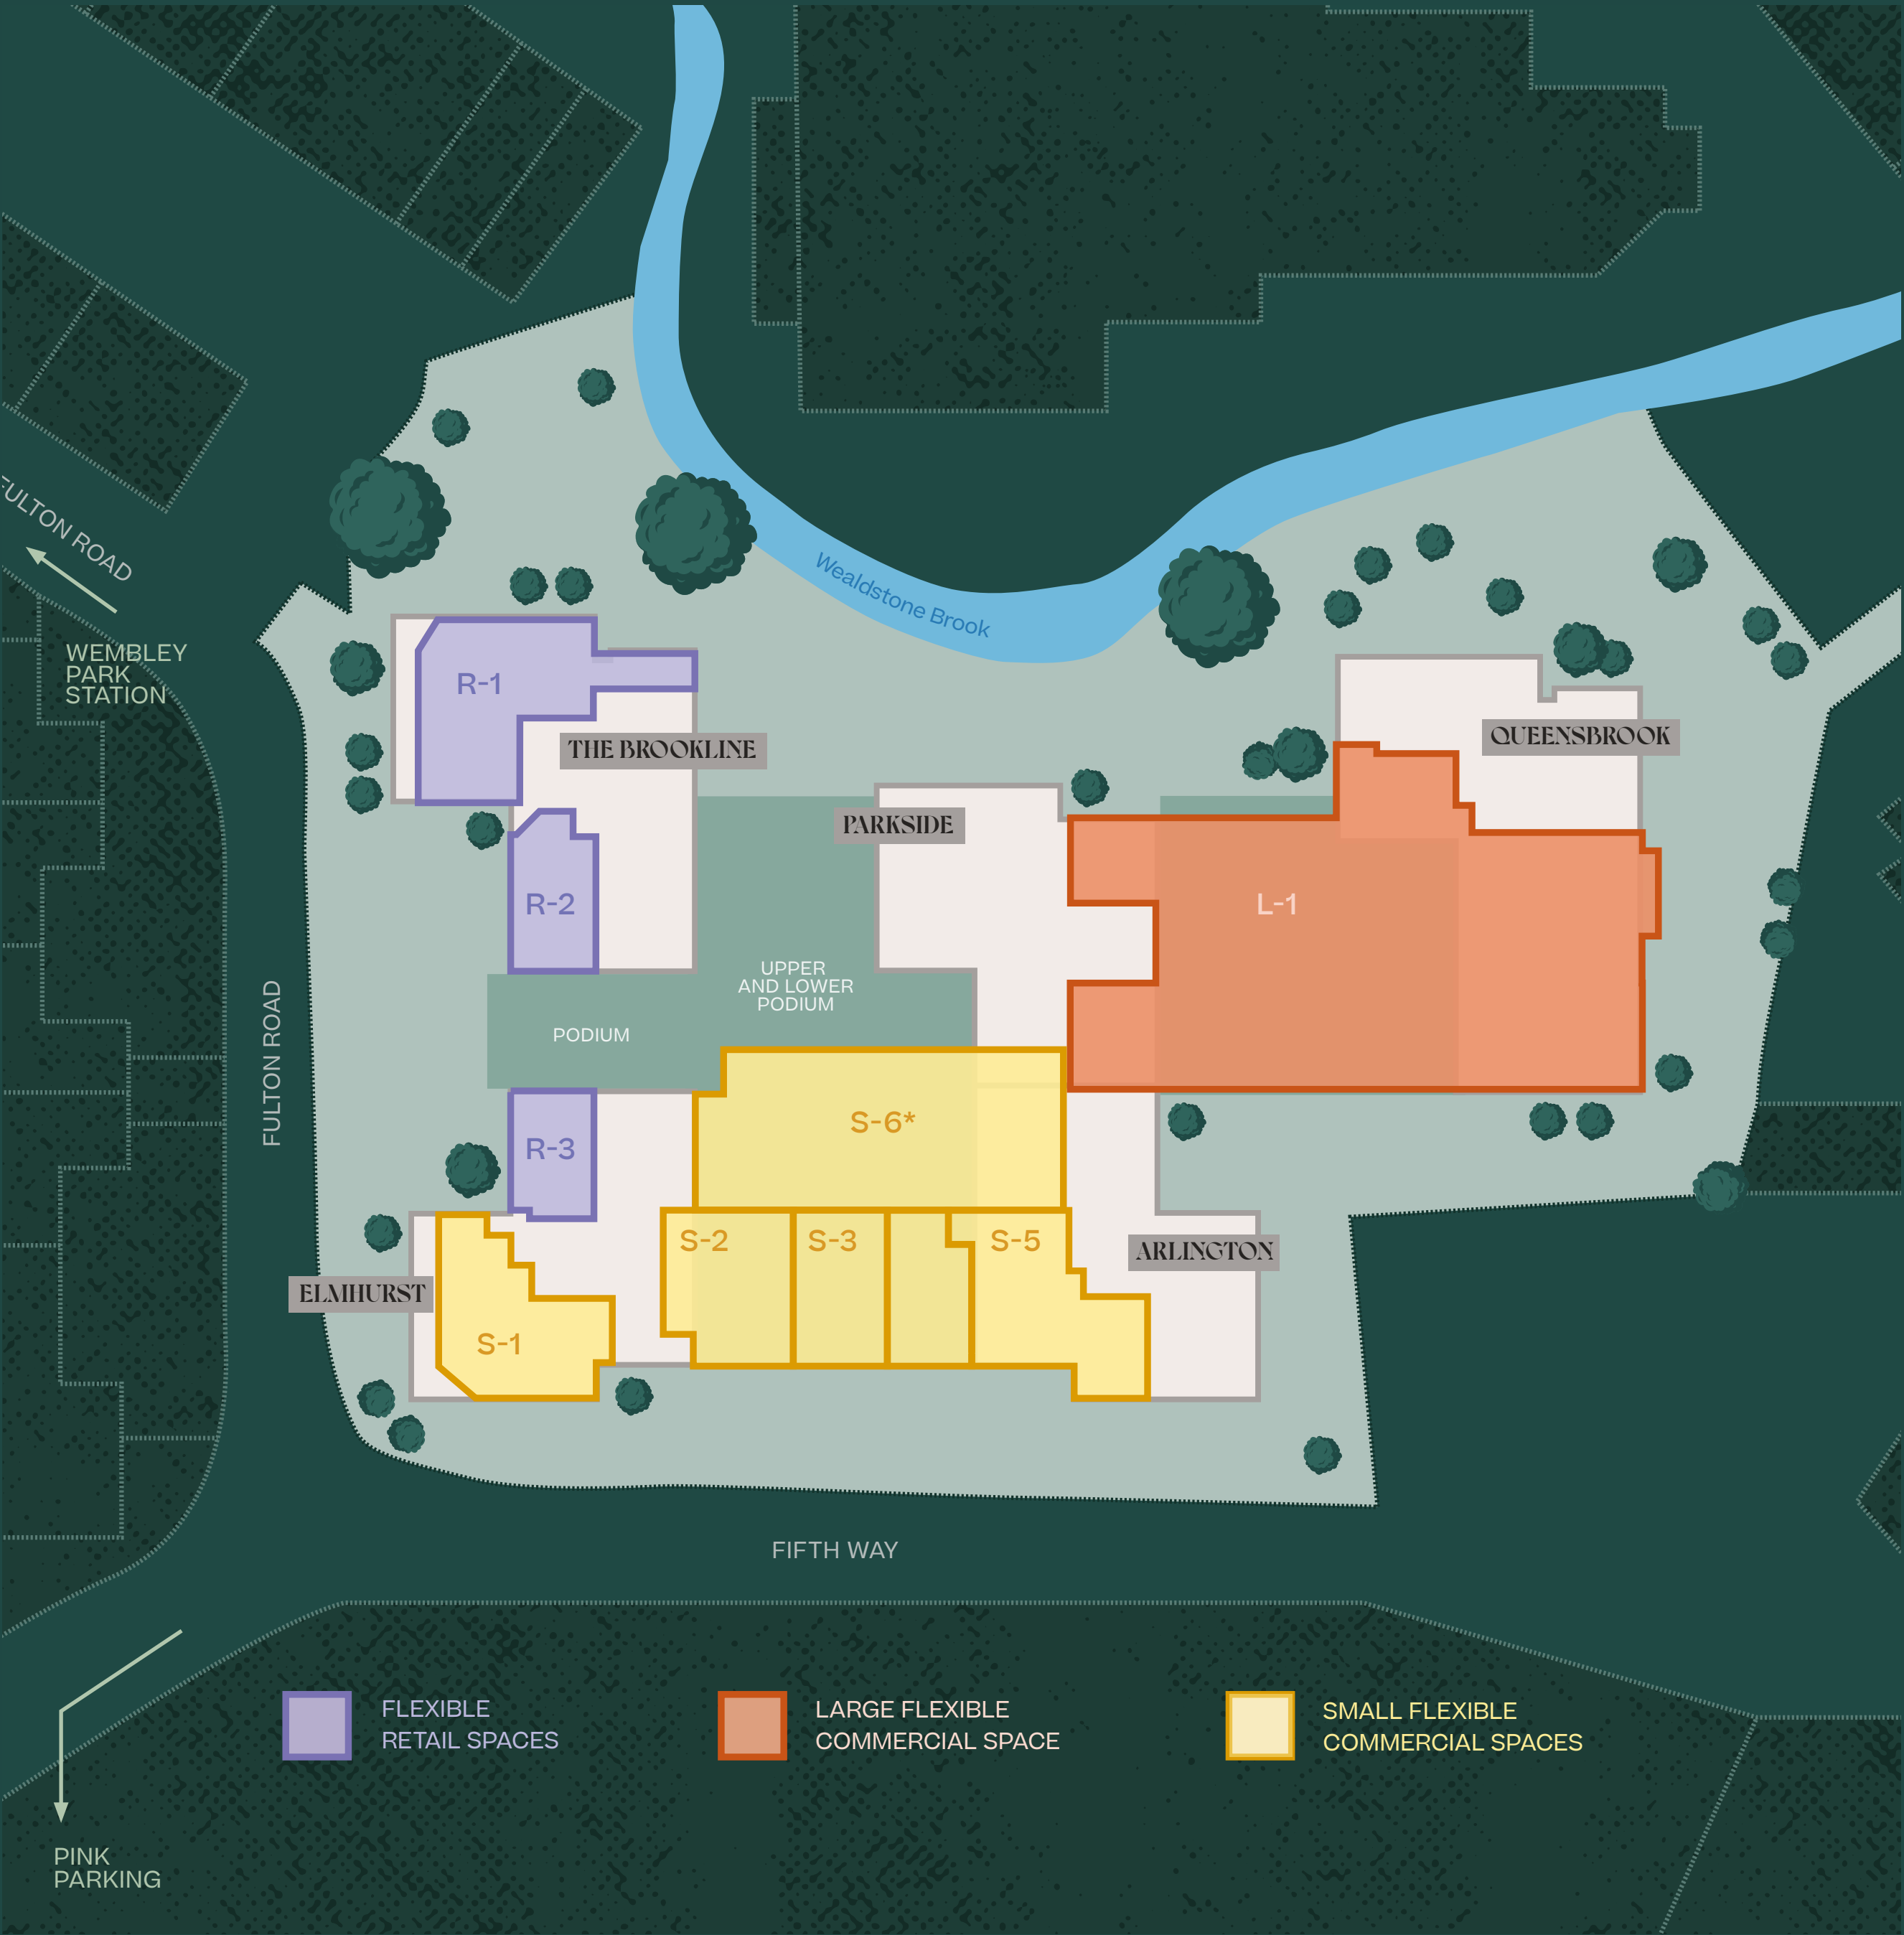 Wealdstone Brook
FULTON ROAD
WEMBLEY
PARK
STATION
R-1
THE BROOKLINE
QUEENSBROOK
PARKSIDE
R-2
L-1
UPPER
AND LOWER
PODIUM
PODIUM
FULTON ROAD
S-6*
R-3
S-2
S-3
S-5
ARLINGTON
ELMHURST
S-1
FIFTH WAY
FLEXIBLE
RETAIL SPACES
LARGE FLEXIBLE
COMMERCIAL SPACE
SMALL FLEXIBLE
COMMERCIAL SPACES
PINK
PARKING